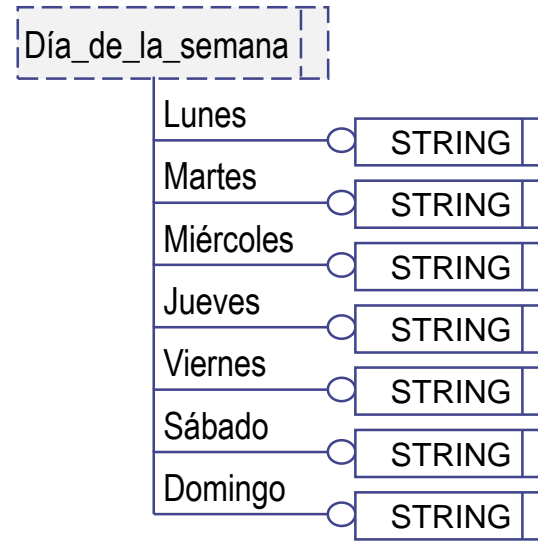 Día_de_la_semana
Lunes
STRING
Martes
STRING
Miércoles
STRING
Jueves
STRING
Viernes
STRING
Sábado
STRING
Domingo
STRING